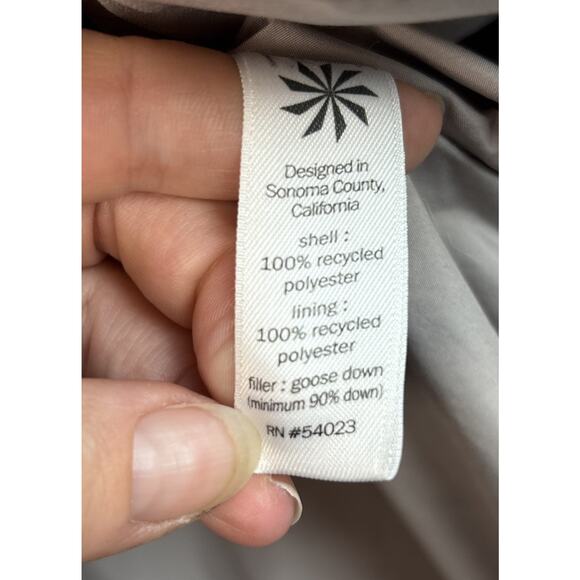 Designed in
Sonoma County,
California
shell :
100% recycled
polyester
lining :
100% recycled
polyester
filler : goose down
(minimum 90% down)
RN #54023